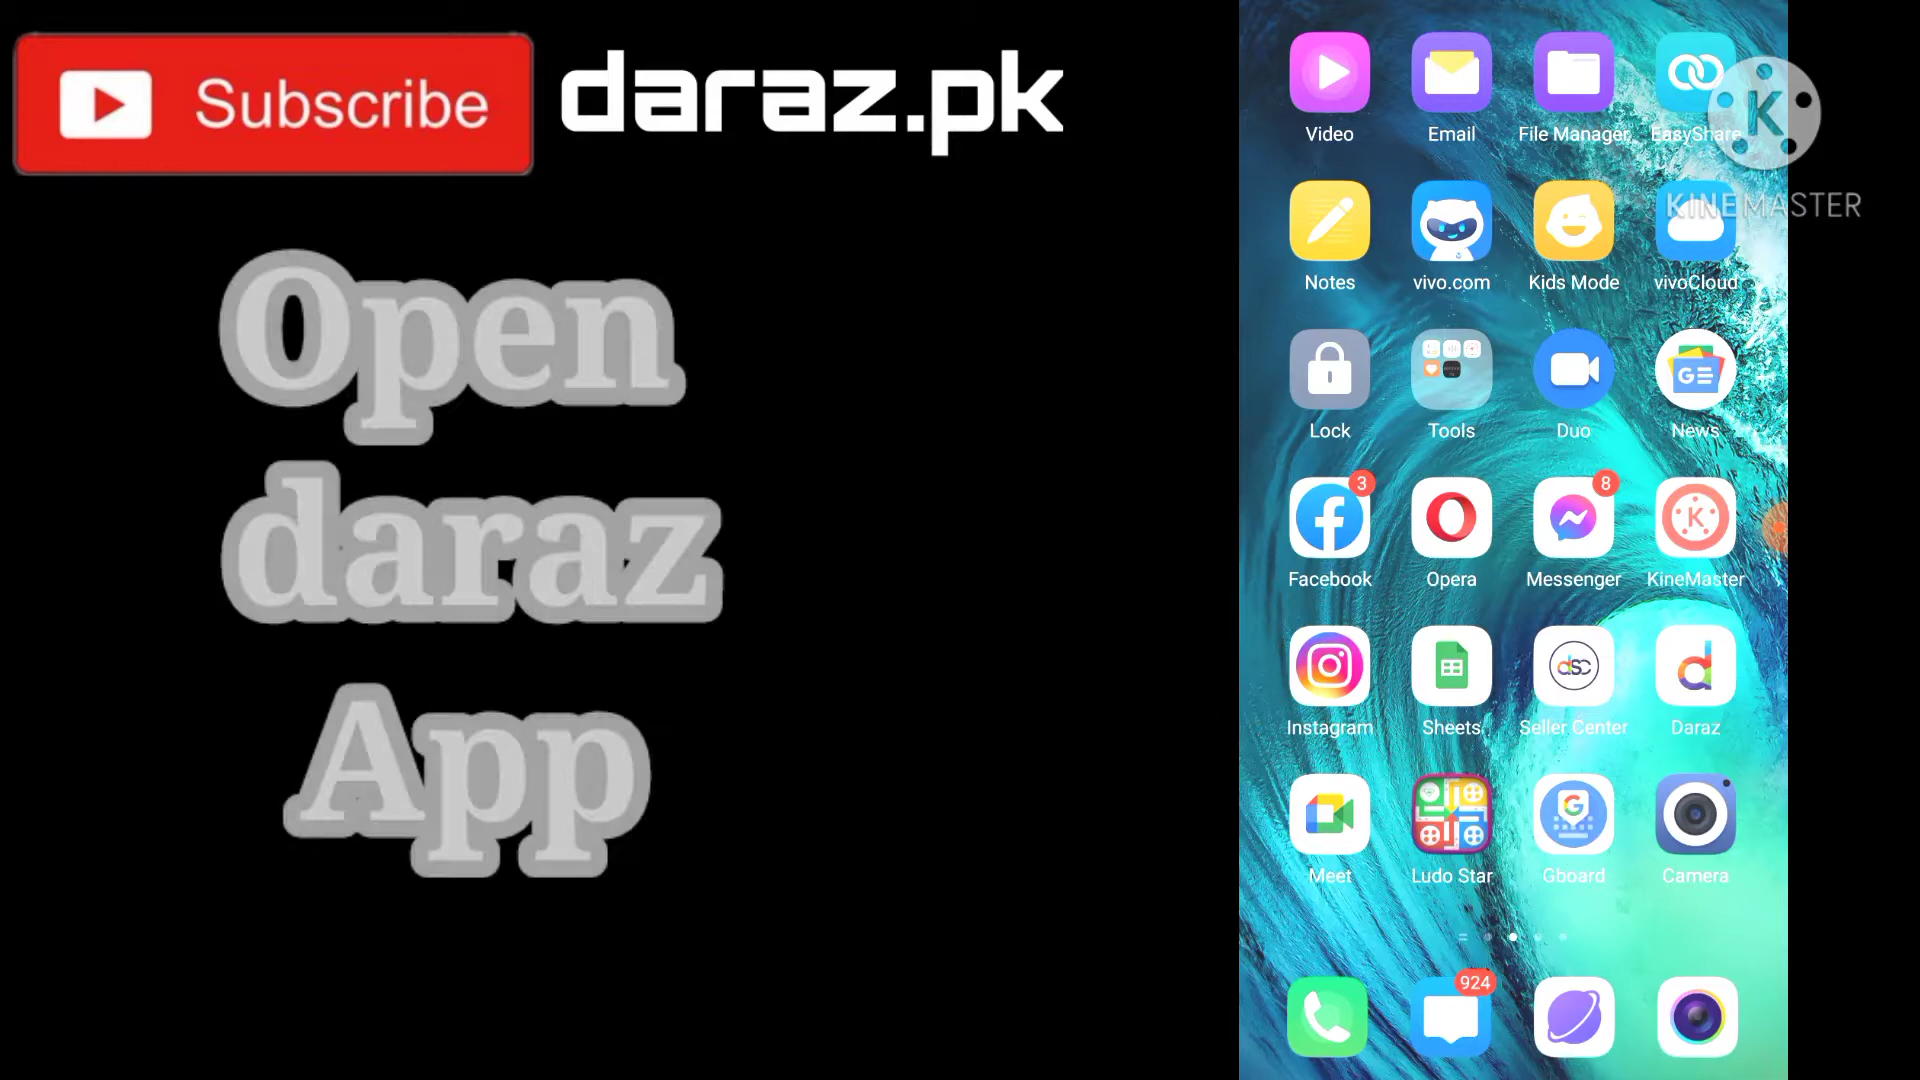 Subscribe
daraz.pk
Open
daraz
App
Video
Email
File Manager
EasyShare
K
KINEMASTER
Notes
vivo.com
Kids Mode
vivoCloud
Lock
Tools
Duo
GE
News
3
8
K
Facebook
Opera
Messenger
KineMaster
dsc
d
Instagram
Sheets
Seller Center
Daraz
G
Meet
Ludo Star
Gboard
Camera
924